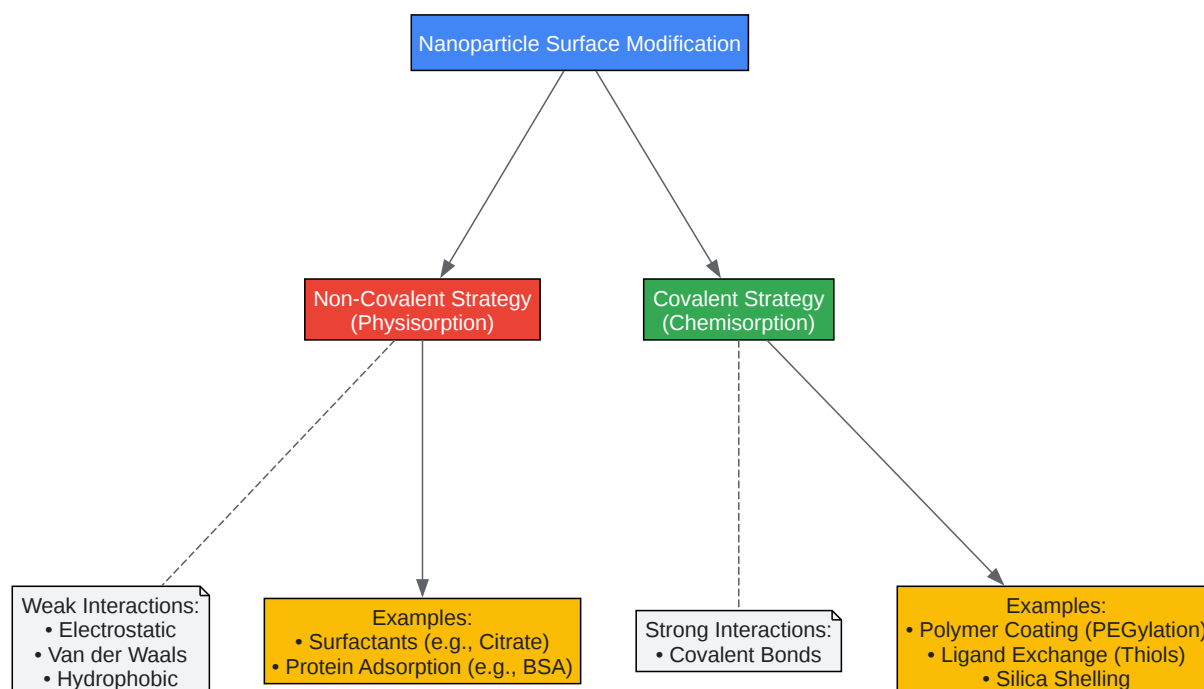 Nanoparticle Surface Modification
Non-Covalent Strategy
(Physisorption)
Covalent Strategy
(Chemisorption)
Weak Interactions:
• Electrostatic
• Van der Waals
• Hydrophobic
Examples:
• Surfactants (e.g., Citrate)
• Protein Adsorption (e.g., BSA)
Strong Interactions:
• Covalent Bonds
Examples:
• Polymer Coating (PEGylation)
• Ligand Exchange (Thiols)
• Silica Shelling